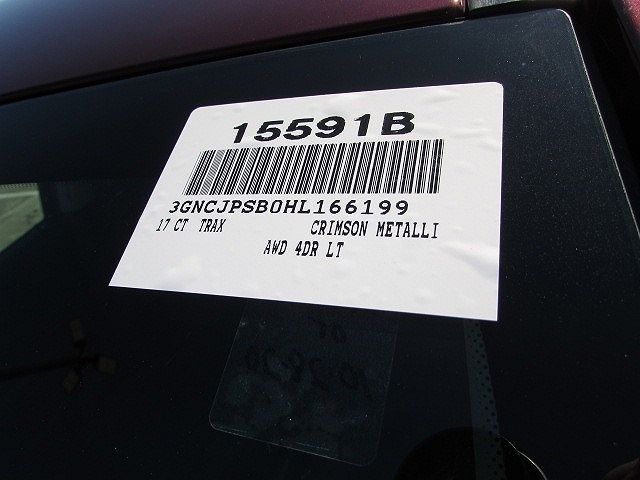 15591B
3GNCJPSB0HL166199
17 CT TRAX CRIMSON METALLI
AWD 4DR LT